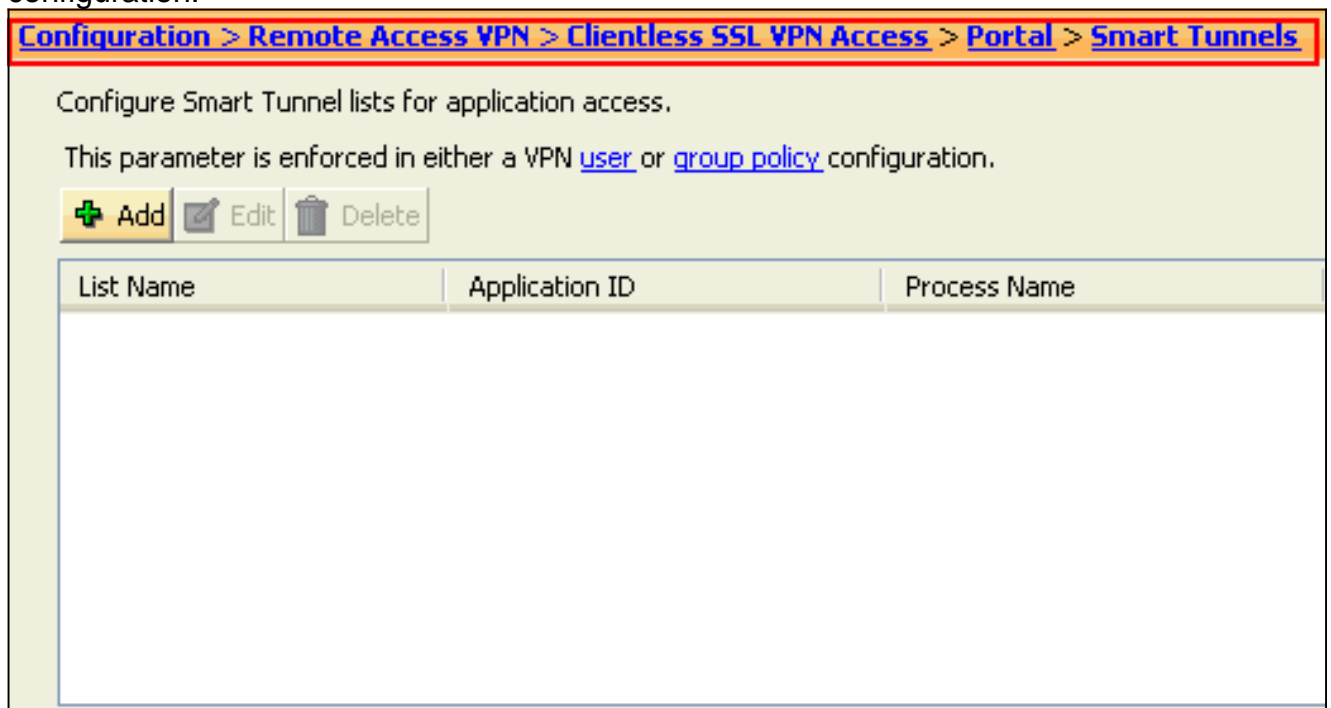 configuration.
Configuration > Remote Access VPN > Clientless SSL VPN Access > Portal > Smart Tunnels
Configure Smart Tunnel lists for application access.
This parameter is enforced in either a VPN user or group policy configuration.
Add Edit Delete
List Name Application ID Process Name